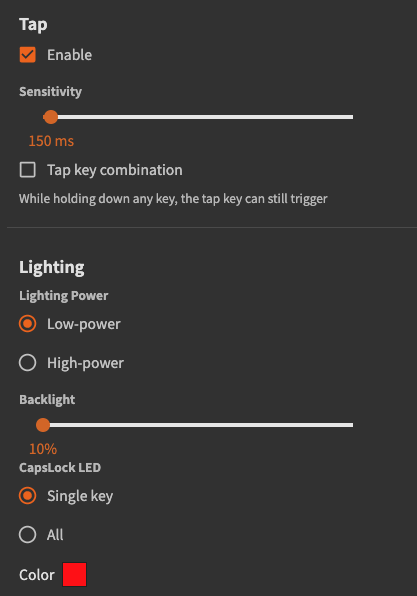 Tap
Enable
Sensitivity
150 ms
Tap key combination
While holding down any key, the tap key can still trigger
Lighting
Lighting Power
Low-power
High-power
Backlight
10%
CapsLock LED
Single key
All
Color